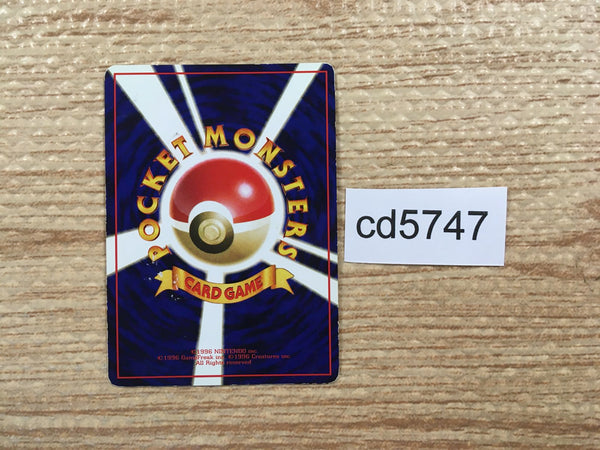 POCKET MONSTERS
CARD GAME
cd5747
©1996 NINTENDO inc.
©1996 GameFreak inc. ©1996 Creatures inc.
All Rights reserved